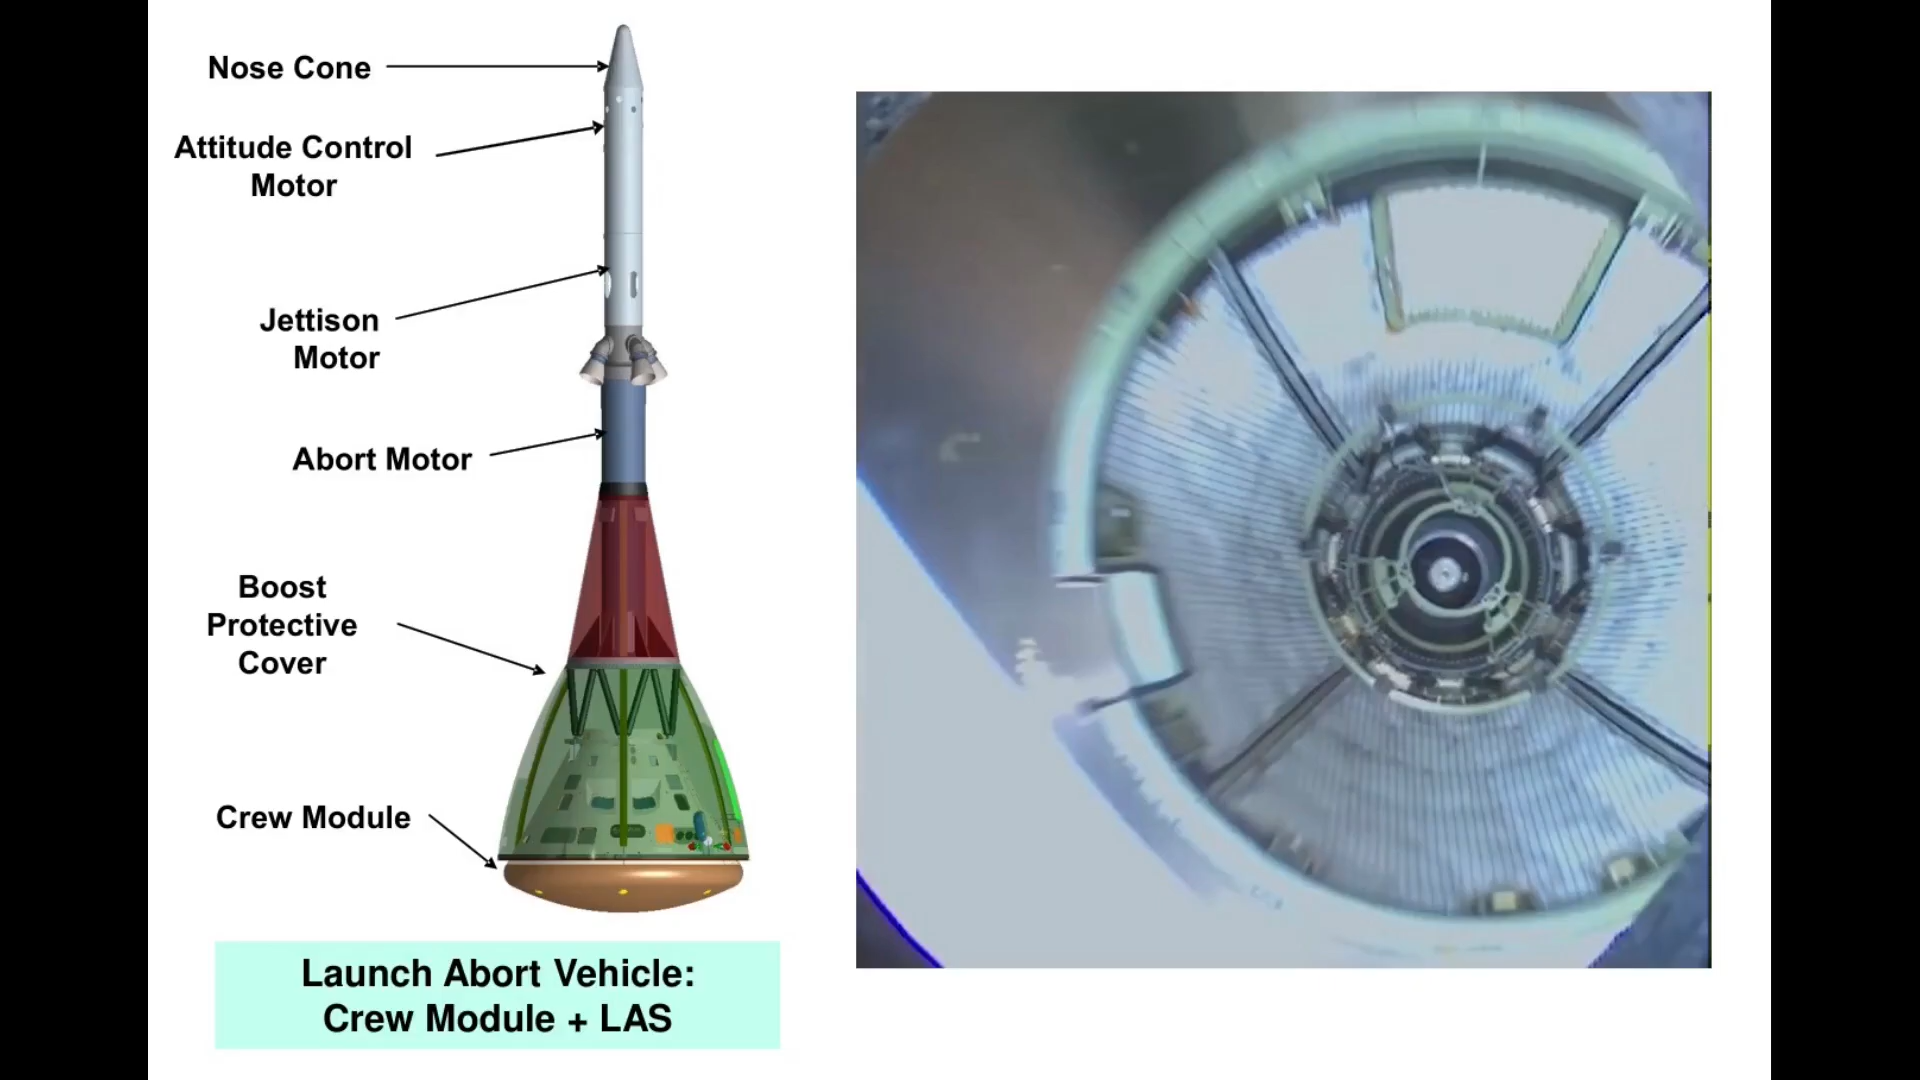 Nose Cone
Attitude Control
Motor
Jettison
Motor
Abort Motor
Boost
Protective
Cover
Crew Module
Launch Abort Vehicle:
Crew Module + LAS